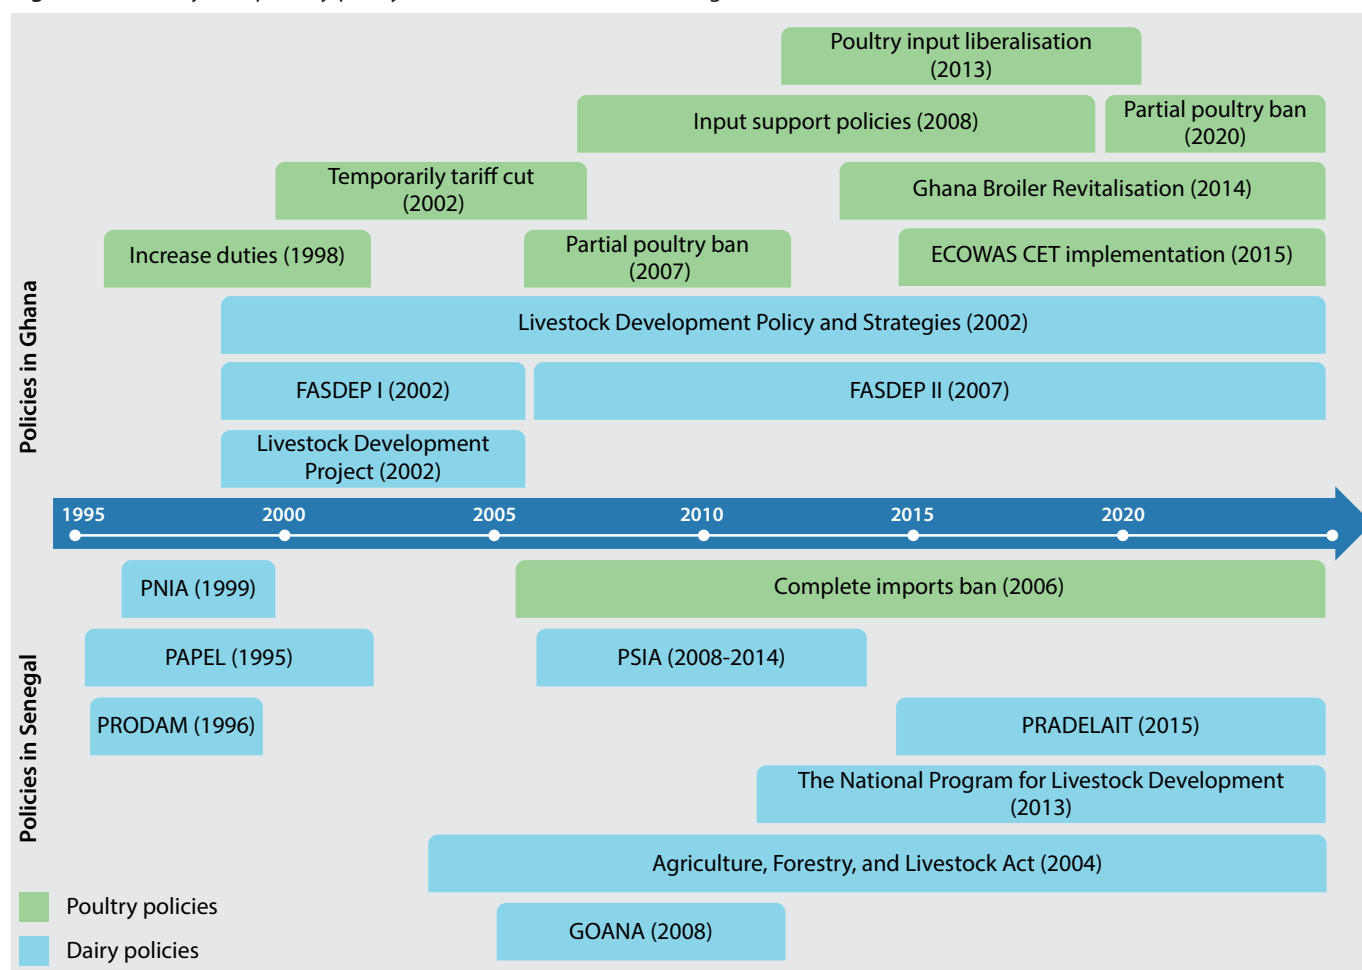 Poultry input liberalisation
(2013)
Input support policies (2008)
Partial poultry ban
(2020)
Temporarily tariff cut
(2002)
Ghana Broiler Revitalisation (2014)
Increase duties (1998)
Partial poultry ban
(2007)
ECOWAS CET implementation (2015)
Livestock Development Policy and Strategies (2002)
FASDEP I (2002)
FASDEP II (2007)
Livestock Development
Project (2002)
Policies in Ghana
1995
2000
2005
2010
2015
2020
PNIA (1999)
Complete imports ban (2006)
PAPEL (1995)
PSIA (2008-2014)
PRODAM (1996)
PRADELAIT (2015)
The National Program for Livestock Development
(2013)
Agriculture, Forestry, and Livestock Act (2004)
GOANA (2008)
Policies in Senegal
Poultry policies
Dairy policies